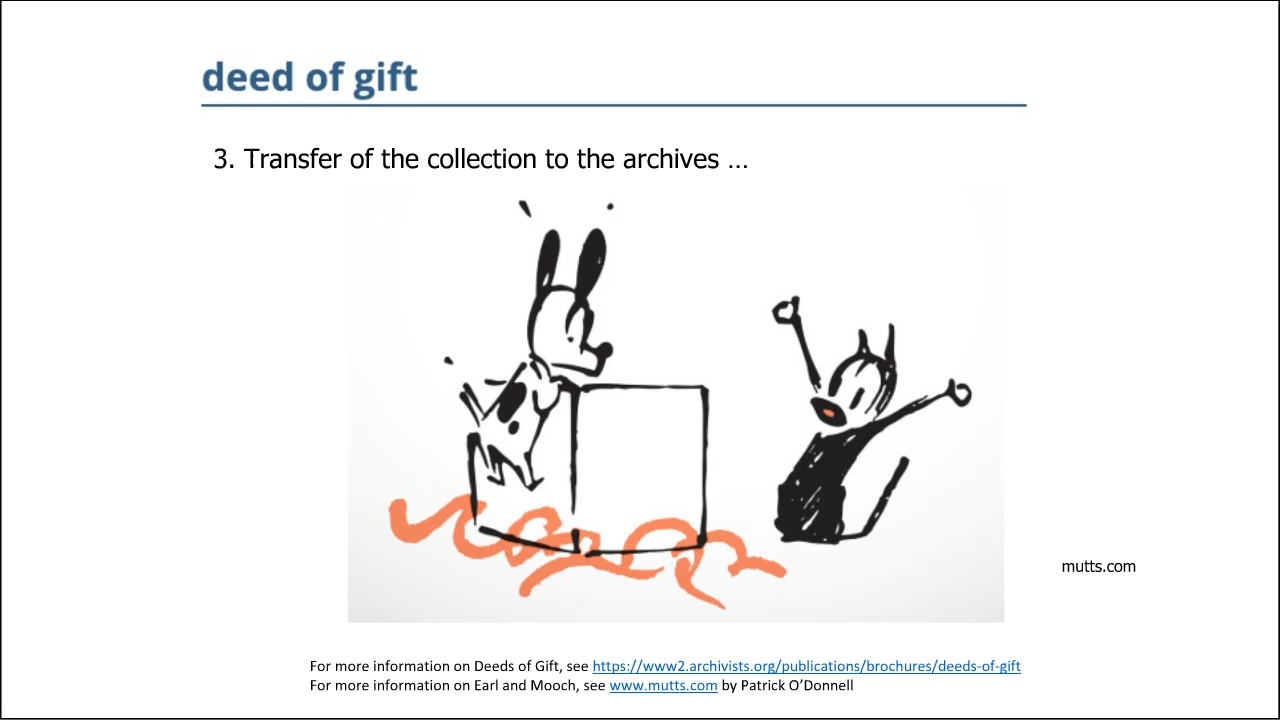 deed of gift
3. Transfer of the collection to the archives …
mutts.com
For more information on Deeds of Gift, see https://www2.archivists.org/publications/brochures/deeds-of-gift
For more information on Earl and Mooch, see www.mutts.com by Patrick O’Donnell